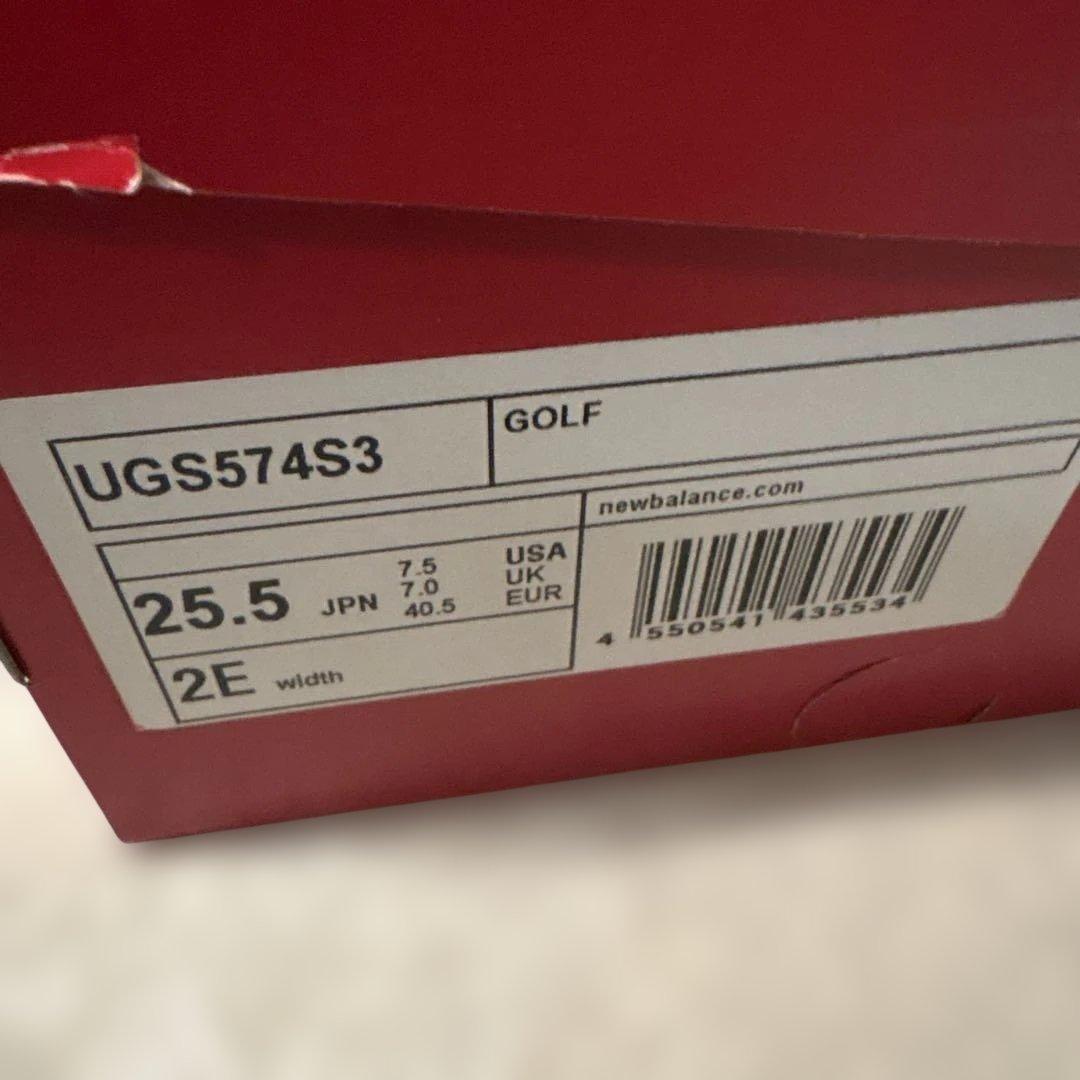 UGS574S3
GOLF
newbalance.com
25.5 JPN
7.5 USA
7.0 UK
40.5 EUR
2E width
4 550541 435534